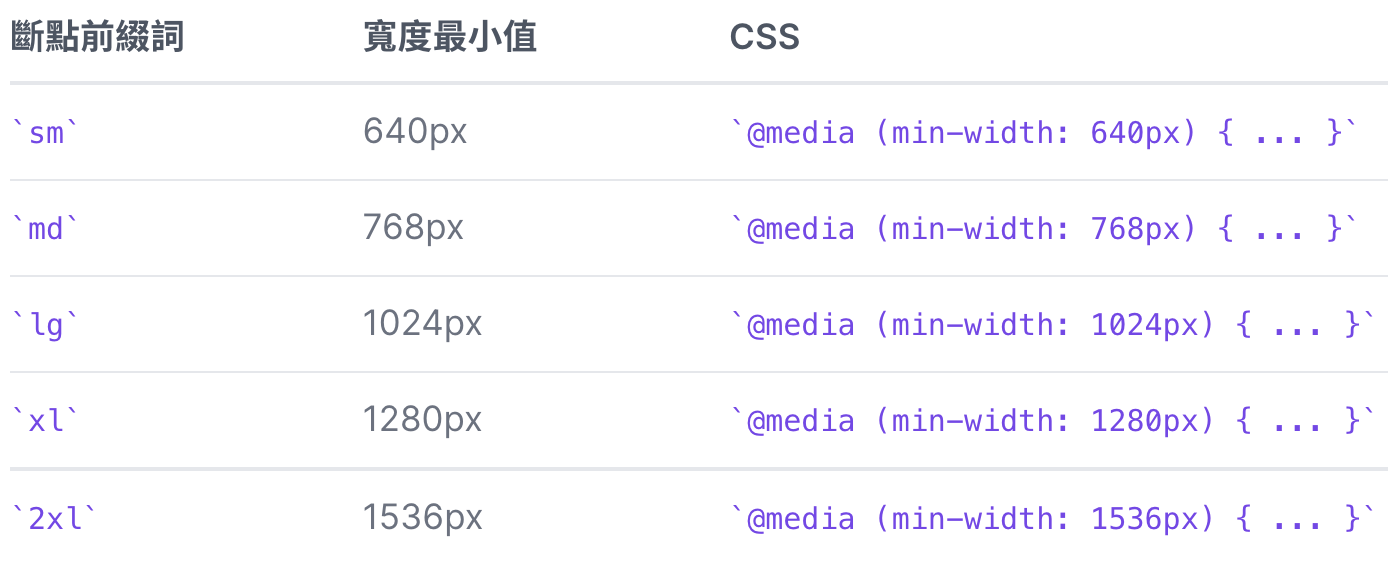 斷點前綴詞 寬度最小值 CSS
`sm` 640px `@media (min-width: 640px) { ... }`
`md` 768px `@media (min-width: 768px) { ... }`
`lg` 1024px `@media (min-width: 1024px) { ... }`
`xl` 1280px `@media (min-width: 1280px) { ... }`
`2xl` 1536px `@media (min-width: 1536px) { ... }`